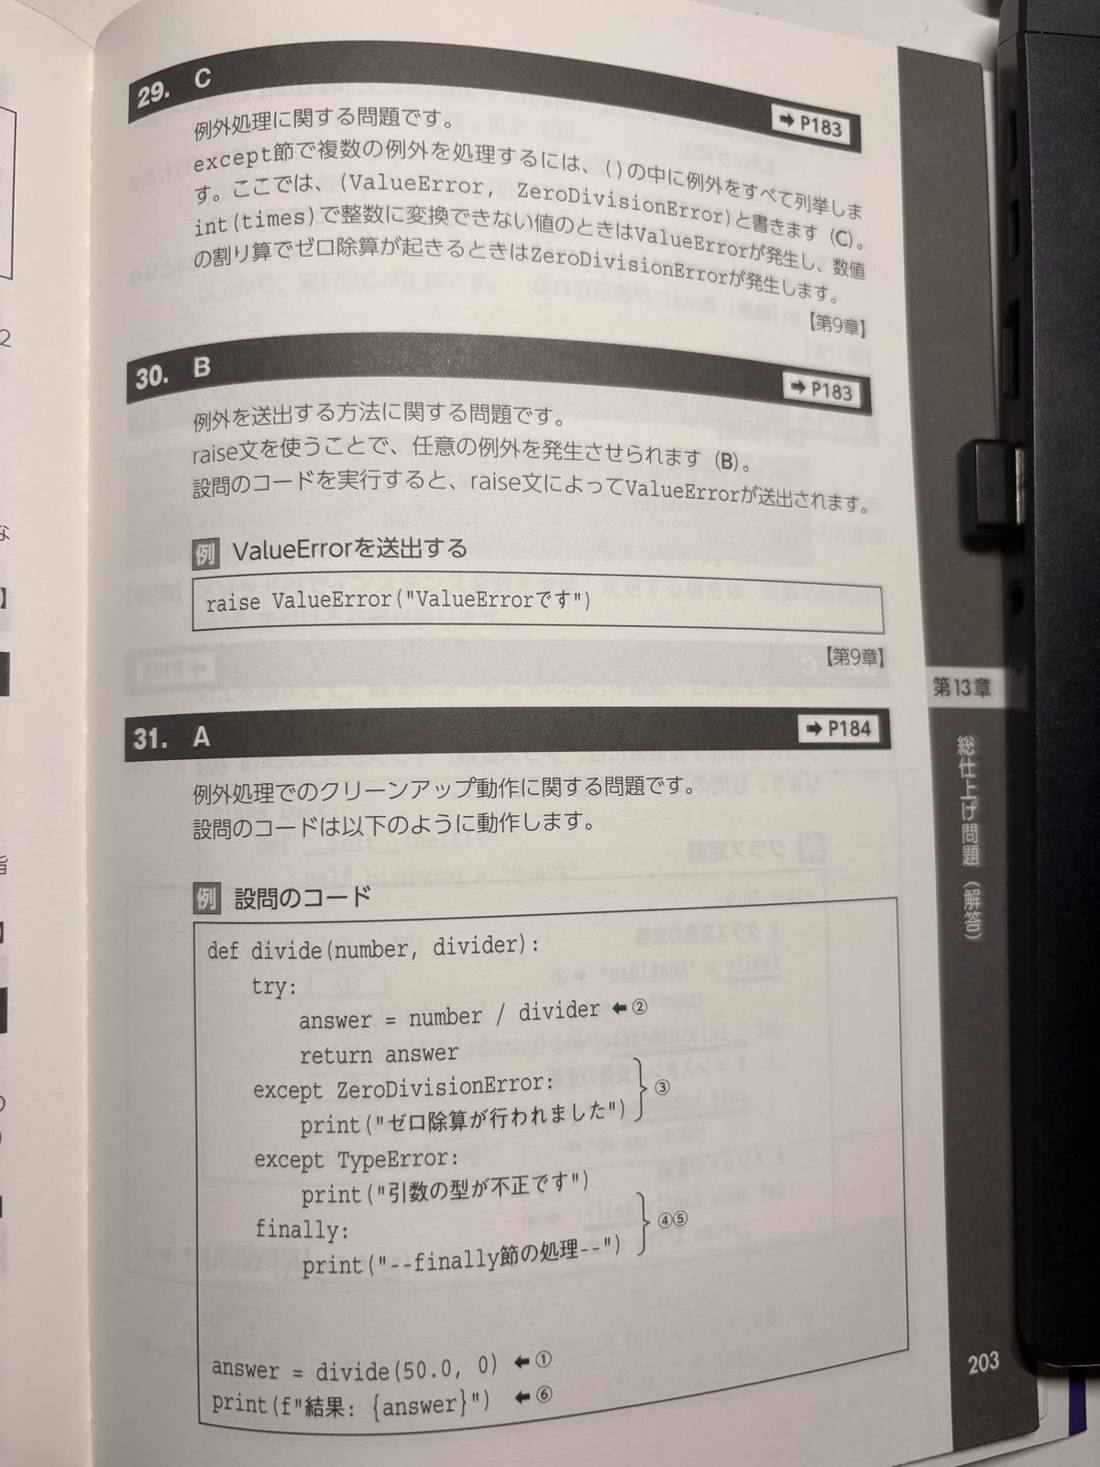 29. C
➡P183
例外処理に関する問題です。
except節で複数の例外を処理するには、()の中に例外をすべて列挙しま
す。ここでは、(ValueError, ZeroDivisionError)と書きます（C）。
int(times)で整数に変換できない値のときはValueErrorが発生し、数値
の割り算でゼロ除算が起きるときはZeroDivisionErrorが発生します。
【第9章】
30. B
➡P183
例外を送出する方法に関する問題です。
raise文を使うことで、任意の例外を発生させられます（B）。
設問のコードを実行すると、raise文によってValueErrorが送出されます。
例 ValueErrorを送出する
raise ValueError("ValueErrorです")
【第9章】
31. A
➡P184
例外処理でのクリーンアップ動作に関する問題です。
設問のコードは以下のように動作します。
例 設問のコード
def divide(number, divider):
    try:
        answer = number / divider ⬅②
        return answer
    except ZeroDivisionError:
        print("ゼロ除算が行われました") ③
    except TypeError:
        print("引数の型が不正です")
    finally:
        print("--finally節の処理--") ④⑤
answer = divide(50.0, 0) ⬅①
print(f"結果: {answer}") ⬅⑥
第13章
総仕上げ問題（解答）
203